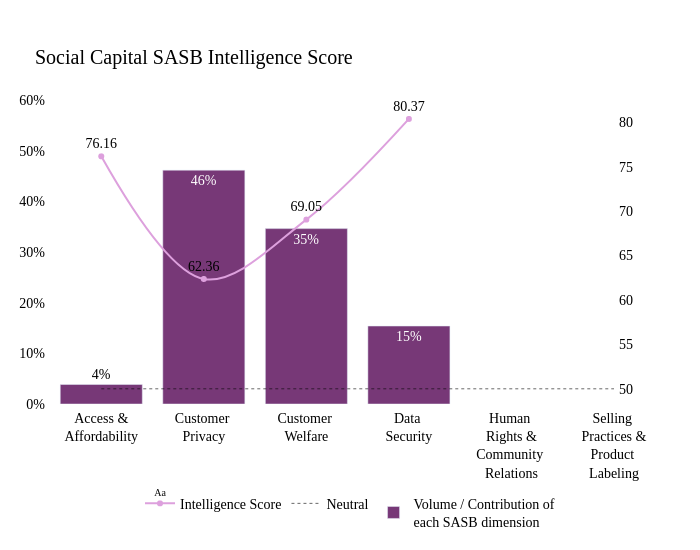 Social Capital SASB Intelligence Score
60%
50%
40%
30%
20%
10%
0%
80
75
70
65
60
55
50
76.16
62.36
69.05
80.37
4%
46%
35%
15%
Access &
Affordability
Customer
Privacy
Customer
Welfare
Data
Security
Human
Rights &
Community
Relations
Selling
Practices &
Product
Labeling
Aa
Intelligence Score
Neutral
Volume / Contribution of
each SASB dimension